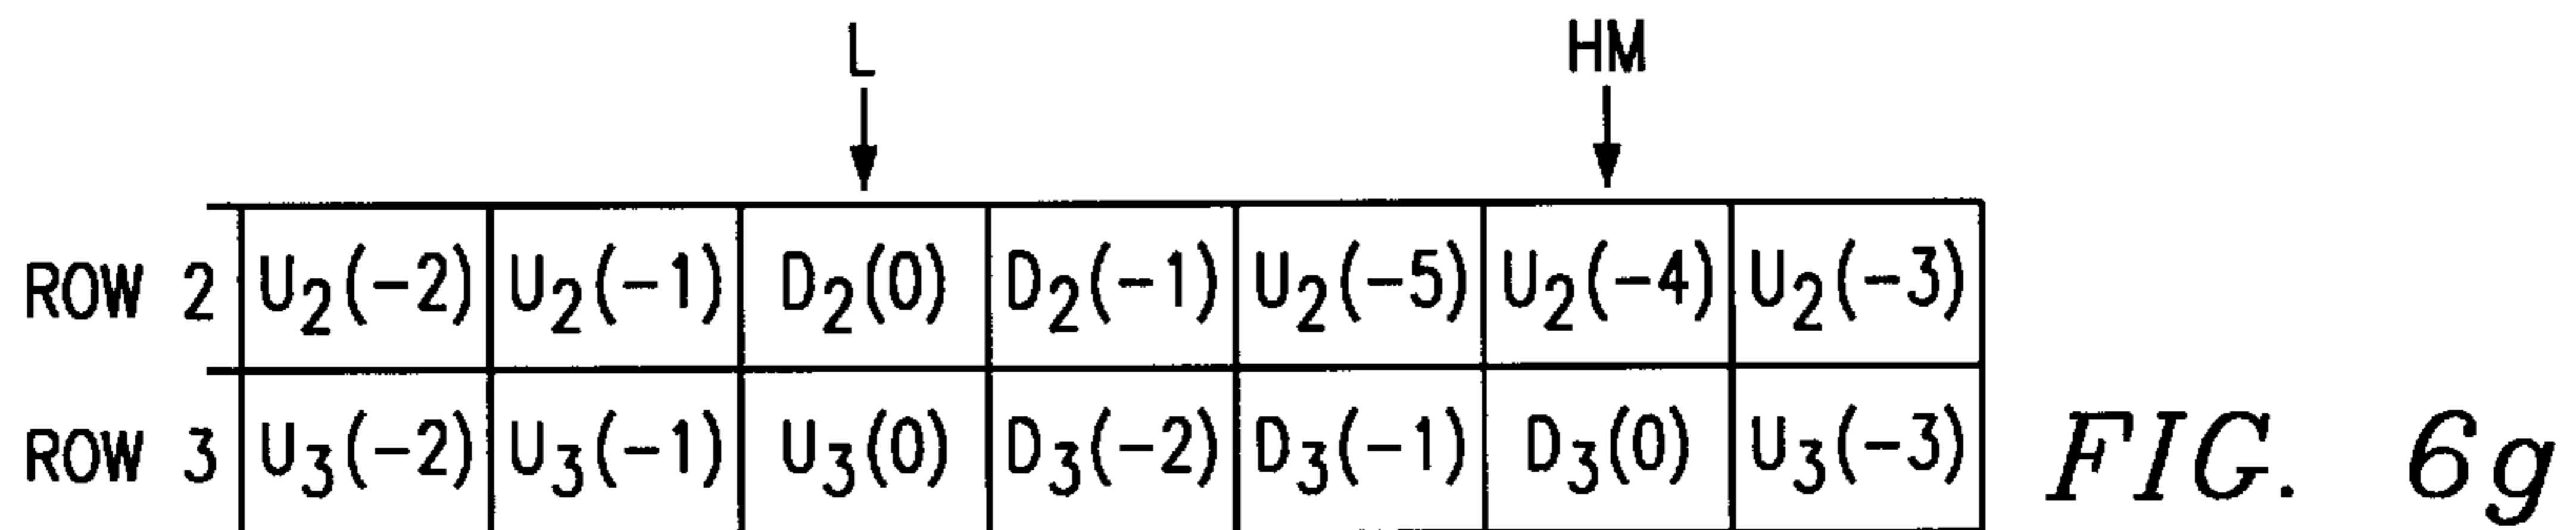 L HM
ROW 2 U2(-2) U2(-1) D2(0) D2(-1) U2(-5) U2(-4) U2(-3)
ROW 3 U3(-2) U3(-1) U3(0) D3(-2) D3(-1) D3(0) U3(-3)
FIG. 6g